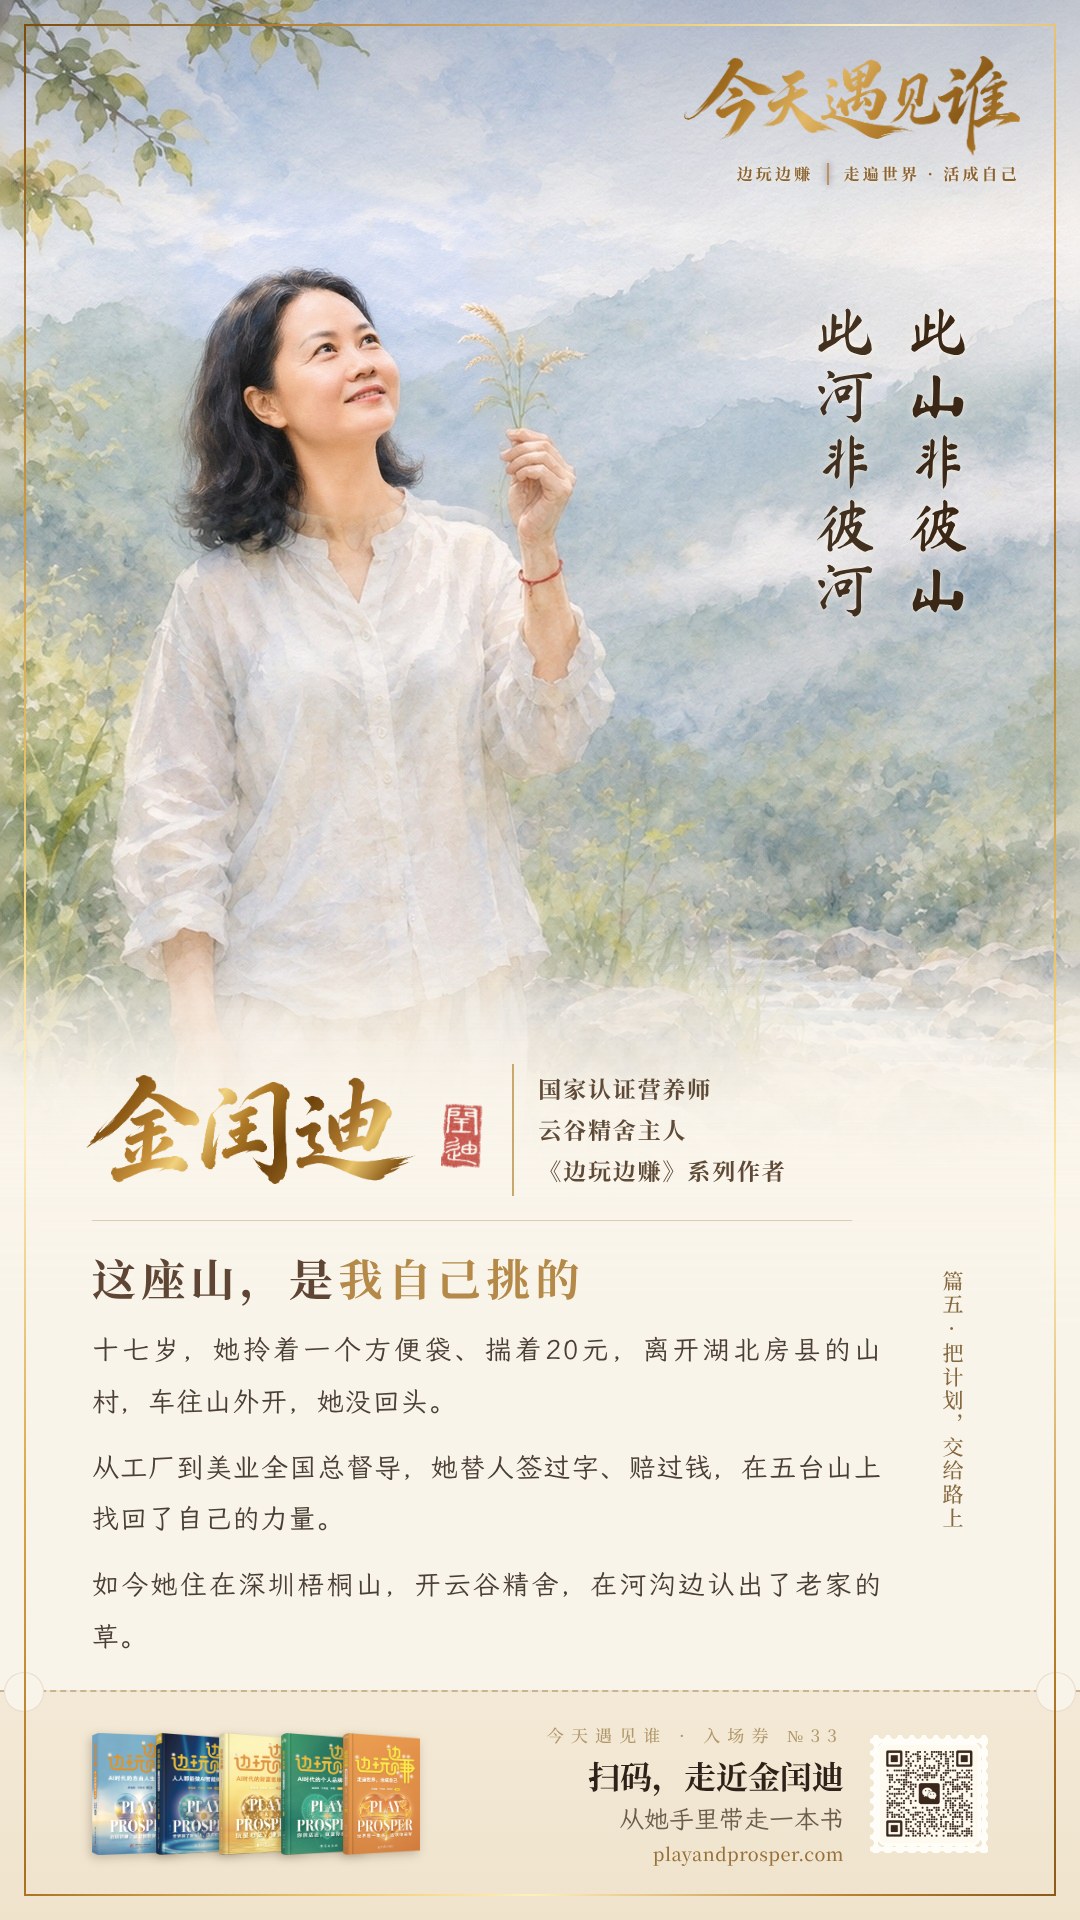 今天遇见谁
边玩边赚 | 走遍世界 · 活成自己
此山非彼山
此河非彼河
金闰迪
閏迪
国家认证营养师
云谷精舍主人
《边玩边赚》系列作者
这座山，是我自己挑的
十七岁，她拎着一个方便袋、揣着20元，离开湖北房县的山
村，车往山外开，她没回头。
从工厂到美业全国总督导，她替人签过字、赔过钱，在五台山上
找回了自己的力量。
如今她住在深圳梧桐山，开云谷精舍，在河沟边认出了老家的
草。
篇五·把计划，交给路上
今天遇见谁 · 入场券 №33
扫码，走近金闰迪
从她手里带走一本书
playandprosper.com
边玩边赚
PLAY
PROSPER